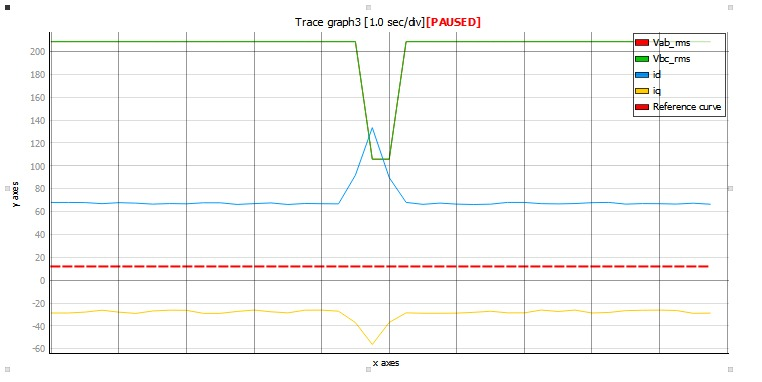 Trace graph3 [1.0 sec/div][PAUSED]
Vab_rms
Vbc_rms
id
iq
Reference curve
200
180
160
140
120
100
80
60
40
20
0
-20
-40
-60
y axes
x axes